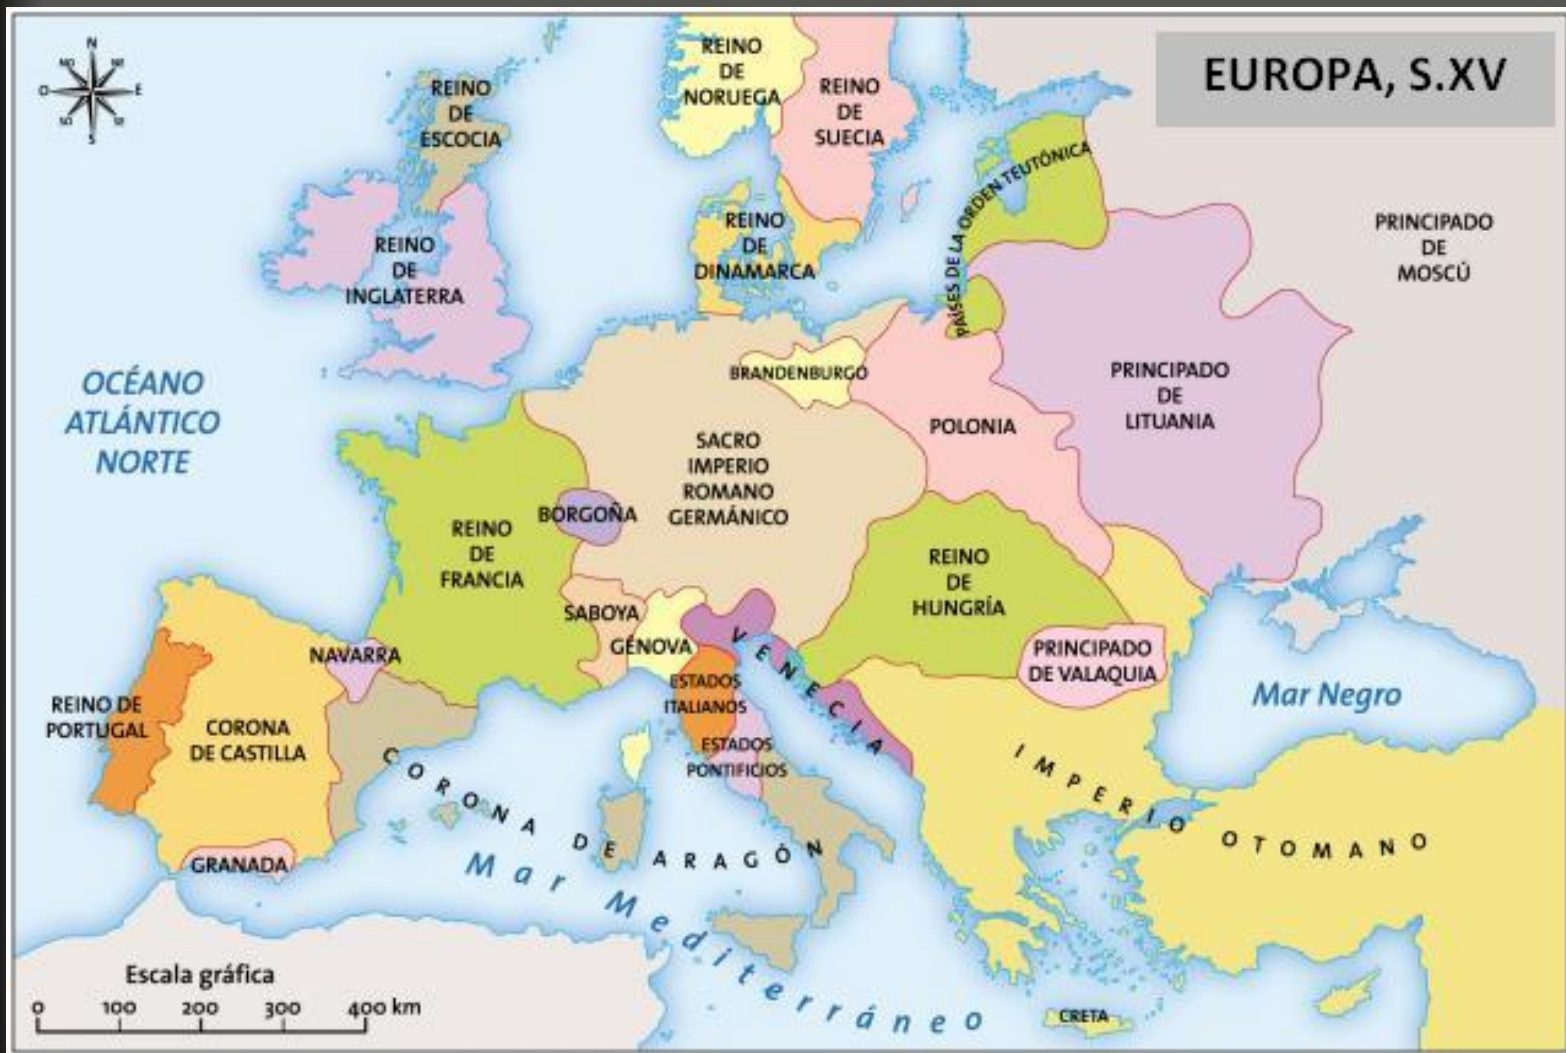 EUROPA, S.XV
N
NO
NE
O
E
SO
SE
S
REINO
DE
ESCOCIA
REINO
DE
NORUEGA
REINO
DE
SUECIA
PAÍSES DE LA ORDEN TEUTÓNICA
PRINCIPADO
DE
MOSCÚ
REINO
DE
INGLATERRA
REINO
DE
DINAMARCA
OCÉANO
ATLÁNTICO
NORTE
BRANDENBURGO
PRINCIPADO
DE
LITUANIA
POLONIA
SACRO
IMPERIO
ROMANO
GERMÁNICO
BORGOÑA
REINO
DE
FRANCIA
REINO
DE
HUNGRÍA
SABOYA
GÉNOVA
VENECIA
PRINCIPADO
DE VALAQUIA
NAVARRA
ESTADOS
ITALIANOS
Mar Negro
REINO DE
PORTUGAL
CORONA
DE CASTILLA
ESTADOS
PONTIFICIOS
CORONA DE ARAGÓN
IMPERIO OTOMANO
GRANADA
Mar Mediterráneo
CRETA
Escala gráfica
0 100 200 300 400 km